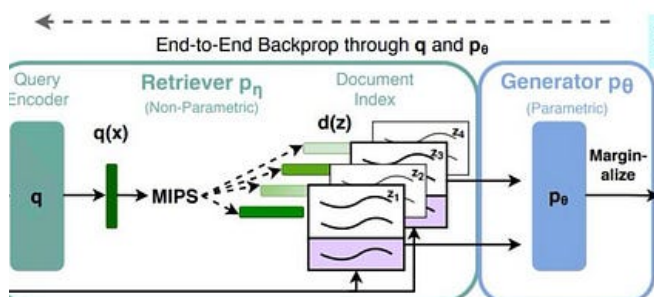 End-to-End Backprop through q and pθ
Query
Encoder
Retriever pη
(Non-Parametric)
Document
Index
Generator pθ
(Parametric)
q(x)
d(z)
z4
z3
z2
z1
q
MIPS
pθ
Margin-
alize